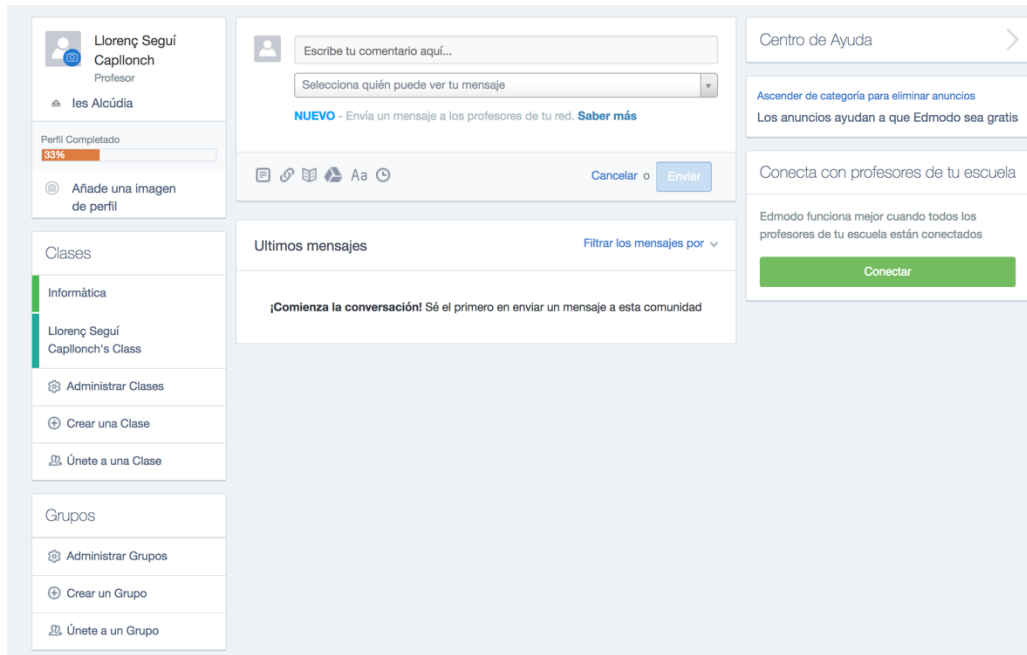 Llorenç Seguí
Capllonch
Profesor
Ies Alcúdia
Perfil Completado
33%
Añade una imagen
de perfil
Clases
Informàtica
Llorenç Seguí
Capllonch's Class
Administrar Clases
Crear una Clase
Únete a una Clase
Grupos
Administrar Grupos
Crear un Grupo
Únete a un Grupo
Escribe tu comentario aquí...
Selecciona quién puede ver tu mensaje
NUEVO - Envía un mensaje a los profesores de tu red. Saber más
Aa
Cancelar o Enviar
Ultimos mensajes
Filtrar los mensajes por
¡Comienza la conversación! Sé el primero en enviar un mensaje a esta comunidad
Centro de Ayuda
Ascender de categoría para eliminar anuncios
Los anuncios ayudan a que Edmodo sea gratis
Conecta con profesores de tu escuela
Edmodo funciona mejor cuando todos los
profesores de tu escuela están conectados
Conectar